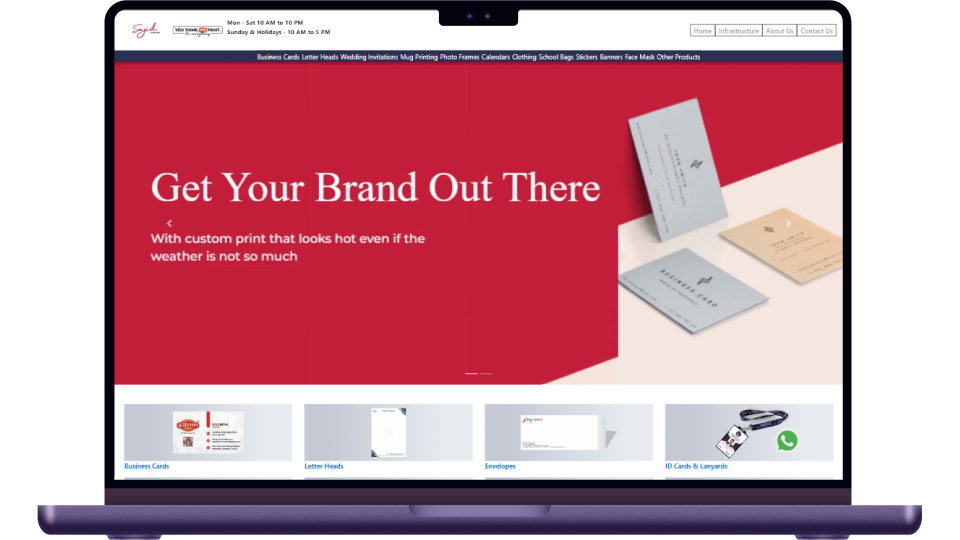 YOU THINK, WE PRINT.
Mon - Sat 10 AM to 10 PM
Sunday & Holidays - 10 AM to 5 PM
Home Infrastructure About Us Contact Us
Business Cards Letter Heads Wedding Invitations Mug Printing Photo Frames Calendars Clothing School Bags Stickers Banners Face Mask Other Products
Get Your Brand Out There
With custom print that looks hot even if the
weather is not so much
BUSINESS CARD
Business Cards
Letter Heads
Envelopes
ID Cards & Lanyards